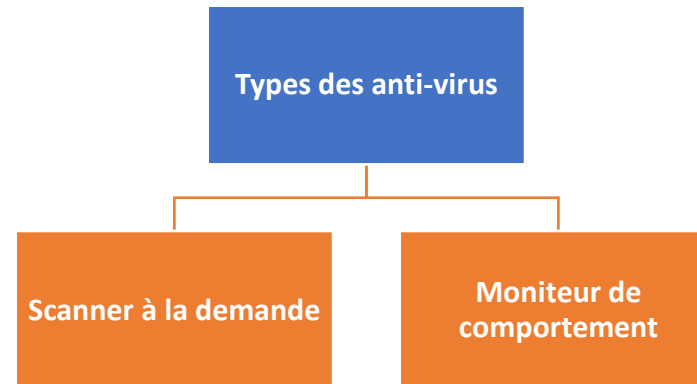 Types des anti-virus
Scanner à la demande
Moniteur de
comportement